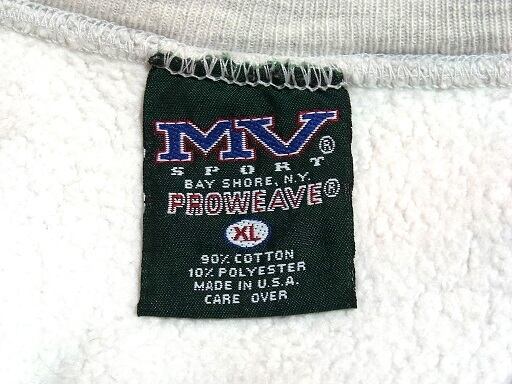 MV®
SPORT
BAY SHORE, N.Y.
PROWEAVE®
XL
90% COTTON
10% POLYESTER
MADE IN U.S.A.
CARE OVER